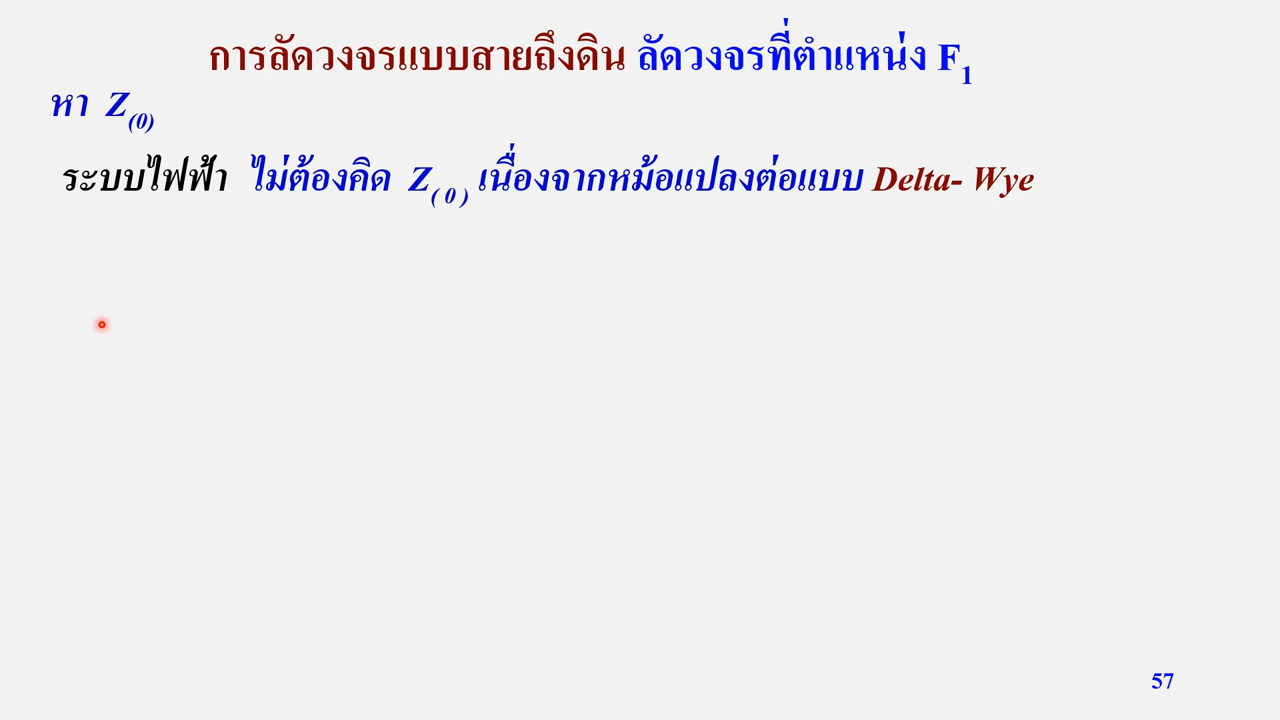 การลัดวงจรแบบสายถึงดิน ลัดวงจรที่ตำแหน่ง F1
หา Z(0)
ระบบไฟฟ้า ไม่ต้องคิด Z( 0 ) เนื่องจากหม้อแปลงต่อแบบ Delta- Wye
57